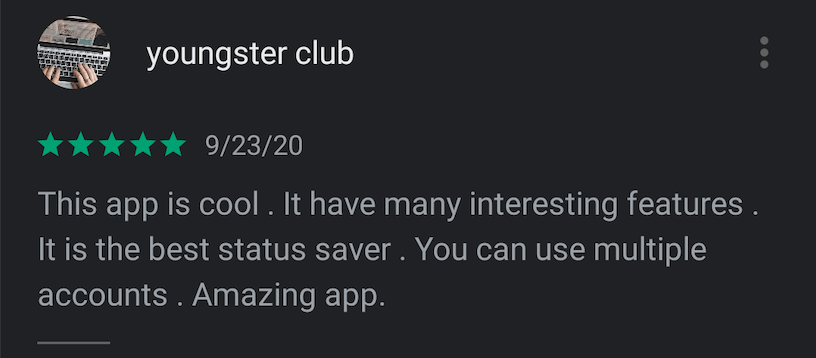 youngster club
9/23/20
This app is cool . It have many interesting features .
It is the best status saver . You can use multiple
accounts . Amazing app.